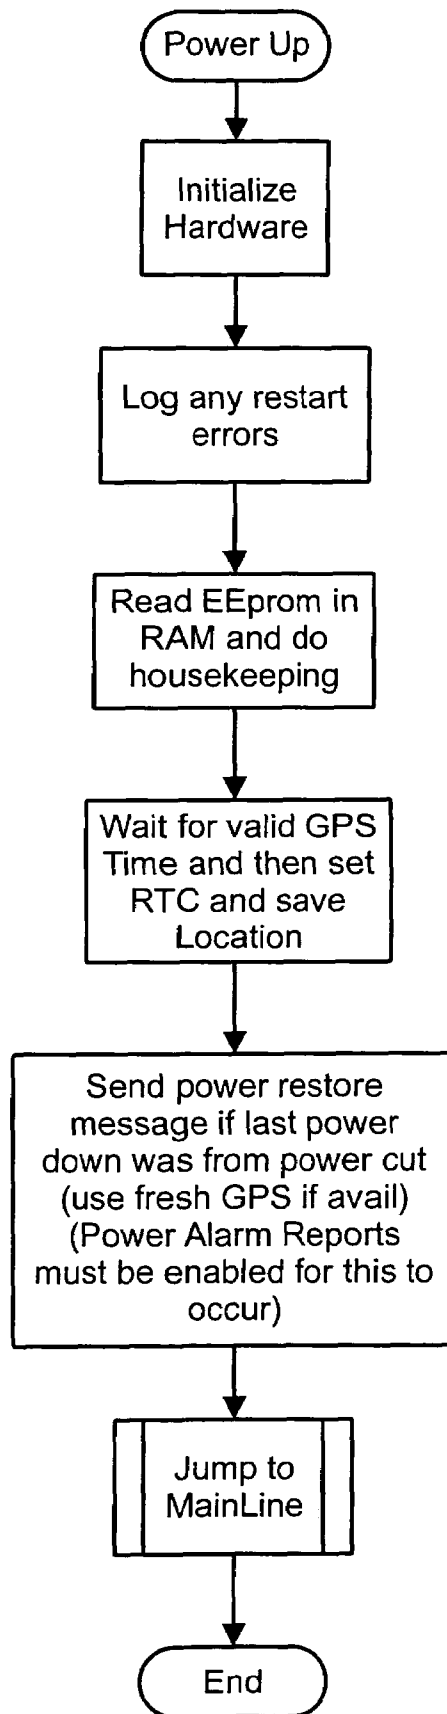 Power Up
Initialize
Hardware
Log any restart
errors
Read EEprom in
RAM and do
housekeeping
Wait for valid GPS
Time and then set
RTC and save
Location
Send power restore
message if last power
down was from power cut
(use fresh GPS if avail)
(Power Alarm Reports
must be enabled for this to
occur)
Jump to
MainLine
End